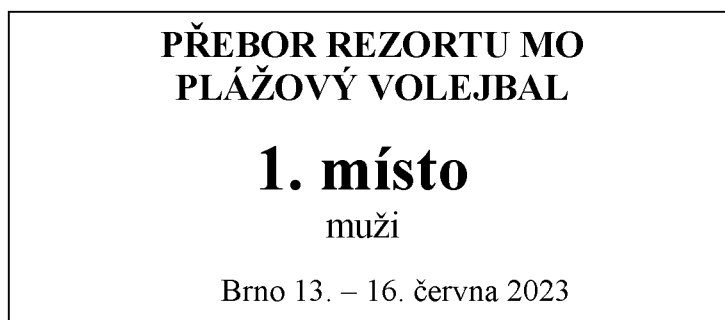 PŘEBOR REZORTU MO
PLÁŽOVÝ VOLEJBAL
1. místo
muži
Brno 13. – 16. června 2023